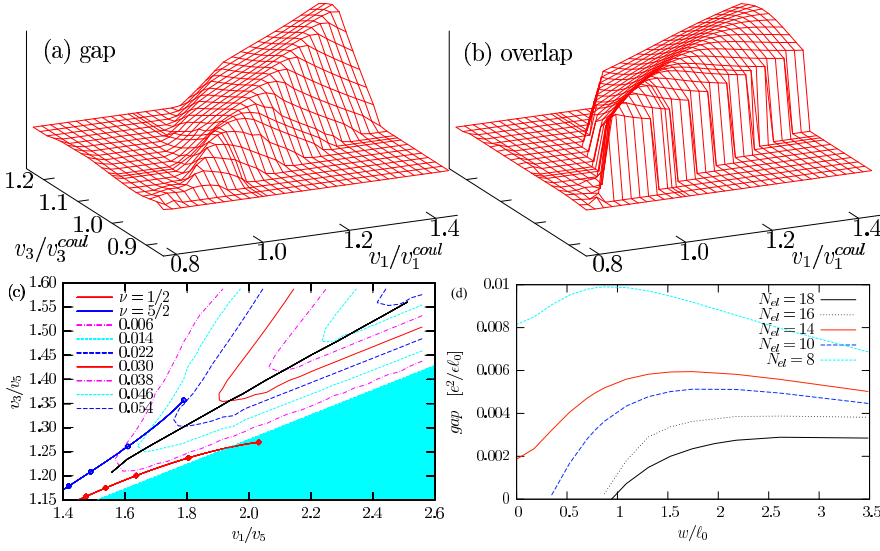 (a) gap
(b) overlap
1.2
1.1
1.0
0.9
v₃/v₃ᶜᵒᵘˡ
0.8
1.0
1.2
1.4
v₁/v₁ᶜᵒᵘˡ
0.8
1.0
1.2
1.4
v₁/v₁ᶜᵒᵘˡ
(c)
1.60
1.55
1.50
1.45
1.40
1.35
1.30
1.25
1.20
1.15
v₃/v₅
ν = 1/2
ν = 5/2
0.006
0.014
0.022
0.030
0.038
0.046
0.054
1.4
1.6
1.8
2.0
2.2
2.4
2.6
v₁/v₅
(d)
0.01
0.008
0.006
0.004
0.002
0
gap [e²/ϵℓ₀]
Nₑₗ = 18
Nₑₗ = 16
Nₑₗ = 14
Nₑₗ = 10
Nₑₗ = 8
0
0.5
1
1.5
2
2.5
3
3.5
w/ℓ₀